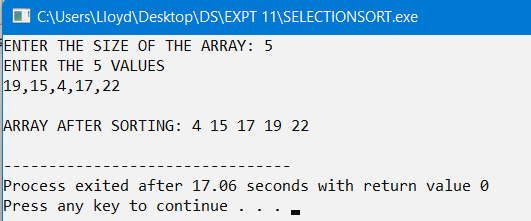 C:\Users\Lloyd\Desktop\DS\EXPT 11\SELECTIONSORT.exe
ENTER THE SIZE OF THE ARRAY: 5
ENTER THE 5 VALUES
19,15,4,17,22
ARRAY AFTER SORTING: 4 15 17 19 22
--------------------------------
Process exited after 17.06 seconds with return value 0
Press any key to continue . . .